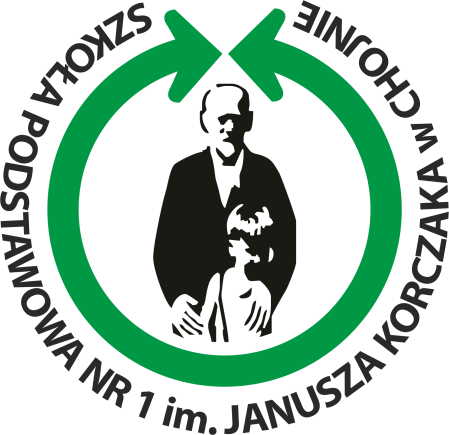 SZKOŁA PODSTAWOWA NR 1 im. JANUSZA KORCZAKA w CHOJNIE